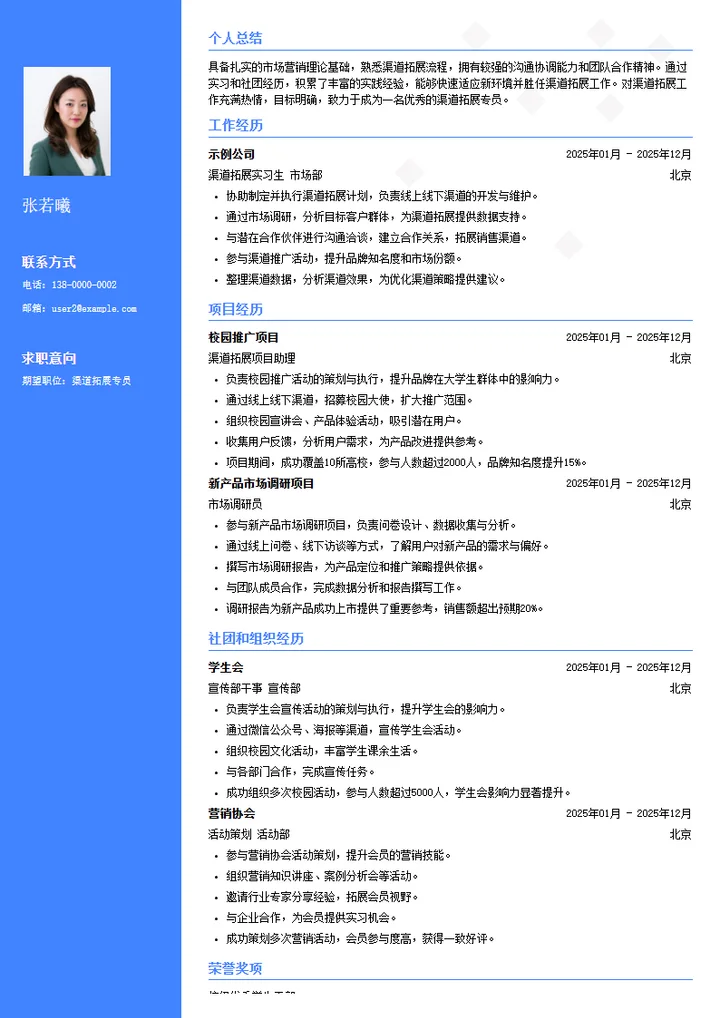 张若曦
联系方式
电话：138-0000-0002
邮箱：user2@example.com
求职意向
期望职位：渠道拓展专员
个人总结
具备扎实的市场营销理论基础，熟悉渠道拓展流程，拥有较强的沟通协调能力和团队合作精神。通过
实习和社团经历，积累了丰富的实践经验，能够快速适应新环境并胜任渠道拓展工作。对渠道拓展工
作充满热情，目标明确，致力于成为一名优秀的渠道拓展专员。
工作经历
示例公司 2025年01月 - 2025年12月
渠道拓展实习生 市场部 北京
• 协助制定并执行渠道拓展计划，负责线上线下渠道的开发与维护。
• 通过市场调研，分析目标客户群体，为渠道拓展提供数据支持。
• 与潜在合作伙伴进行沟通洽谈，建立合作关系，拓展销售渠道。
• 参与渠道推广活动，提升品牌知名度和市场份额。
• 整理渠道数据，分析渠道效果，为优化渠道策略提供建议。
项目经历
校园推广项目 2025年01月 - 2025年12月
渠道拓展项目助理 北京
• 负责校园推广活动的策划与执行，提升品牌在大学生群体中的影响力。
• 通过线上线下渠道，招募校园大使，扩大推广范围。
• 组织校园宣讲会、产品体验活动，吸引潜在用户。
• 收集用户反馈，分析用户需求，为产品改进提供参考。
• 项目期间，成功覆盖10所高校，参与人数超过2000人，品牌知名度提升15%。
新产品市场调研项目 2025年01月 - 2025年12月
市场调研员 北京
• 参与新产品市场调研项目，负责问卷设计、数据收集与分析。
• 通过线上问卷、线下访谈等方式，了解用户对新产品的需求与偏好。
• 撰写市场调研报告，为产品定位和推广策略提供依据。
• 与团队成员合作，完成数据分析和报告撰写工作。
• 调研报告为新产品成功上市提供了重要参考，销售额超出预期20%。
社团和组织经历
学生会 2025年01月 - 2025年12月
宣传部干事 宣传部 北京
• 负责学生会宣传活动的策划与执行，提升学生会的影响力。
• 通过微信公众号、海报等渠道，宣传学生会活动。
• 组织校园文化活动，丰富学生课余生活。
• 与各部门合作，完成宣传任务。
• 成功组织多次校园活动，参与人数超过5000人，学生会影响力显著提升。
营销协会 2025年01月 - 2025年12月
活动策划 活动部 北京
• 参与营销协会活动策划，提升会员的营销技能。
• 组织营销知识讲座、案例分析会等活动。
• 邀请行业专家分享经验，拓展会员视野。
• 与企业合作，为会员提供实习机会。
• 成功策划多次营销活动，会员参与度高，获得一致好评。
荣誉奖项